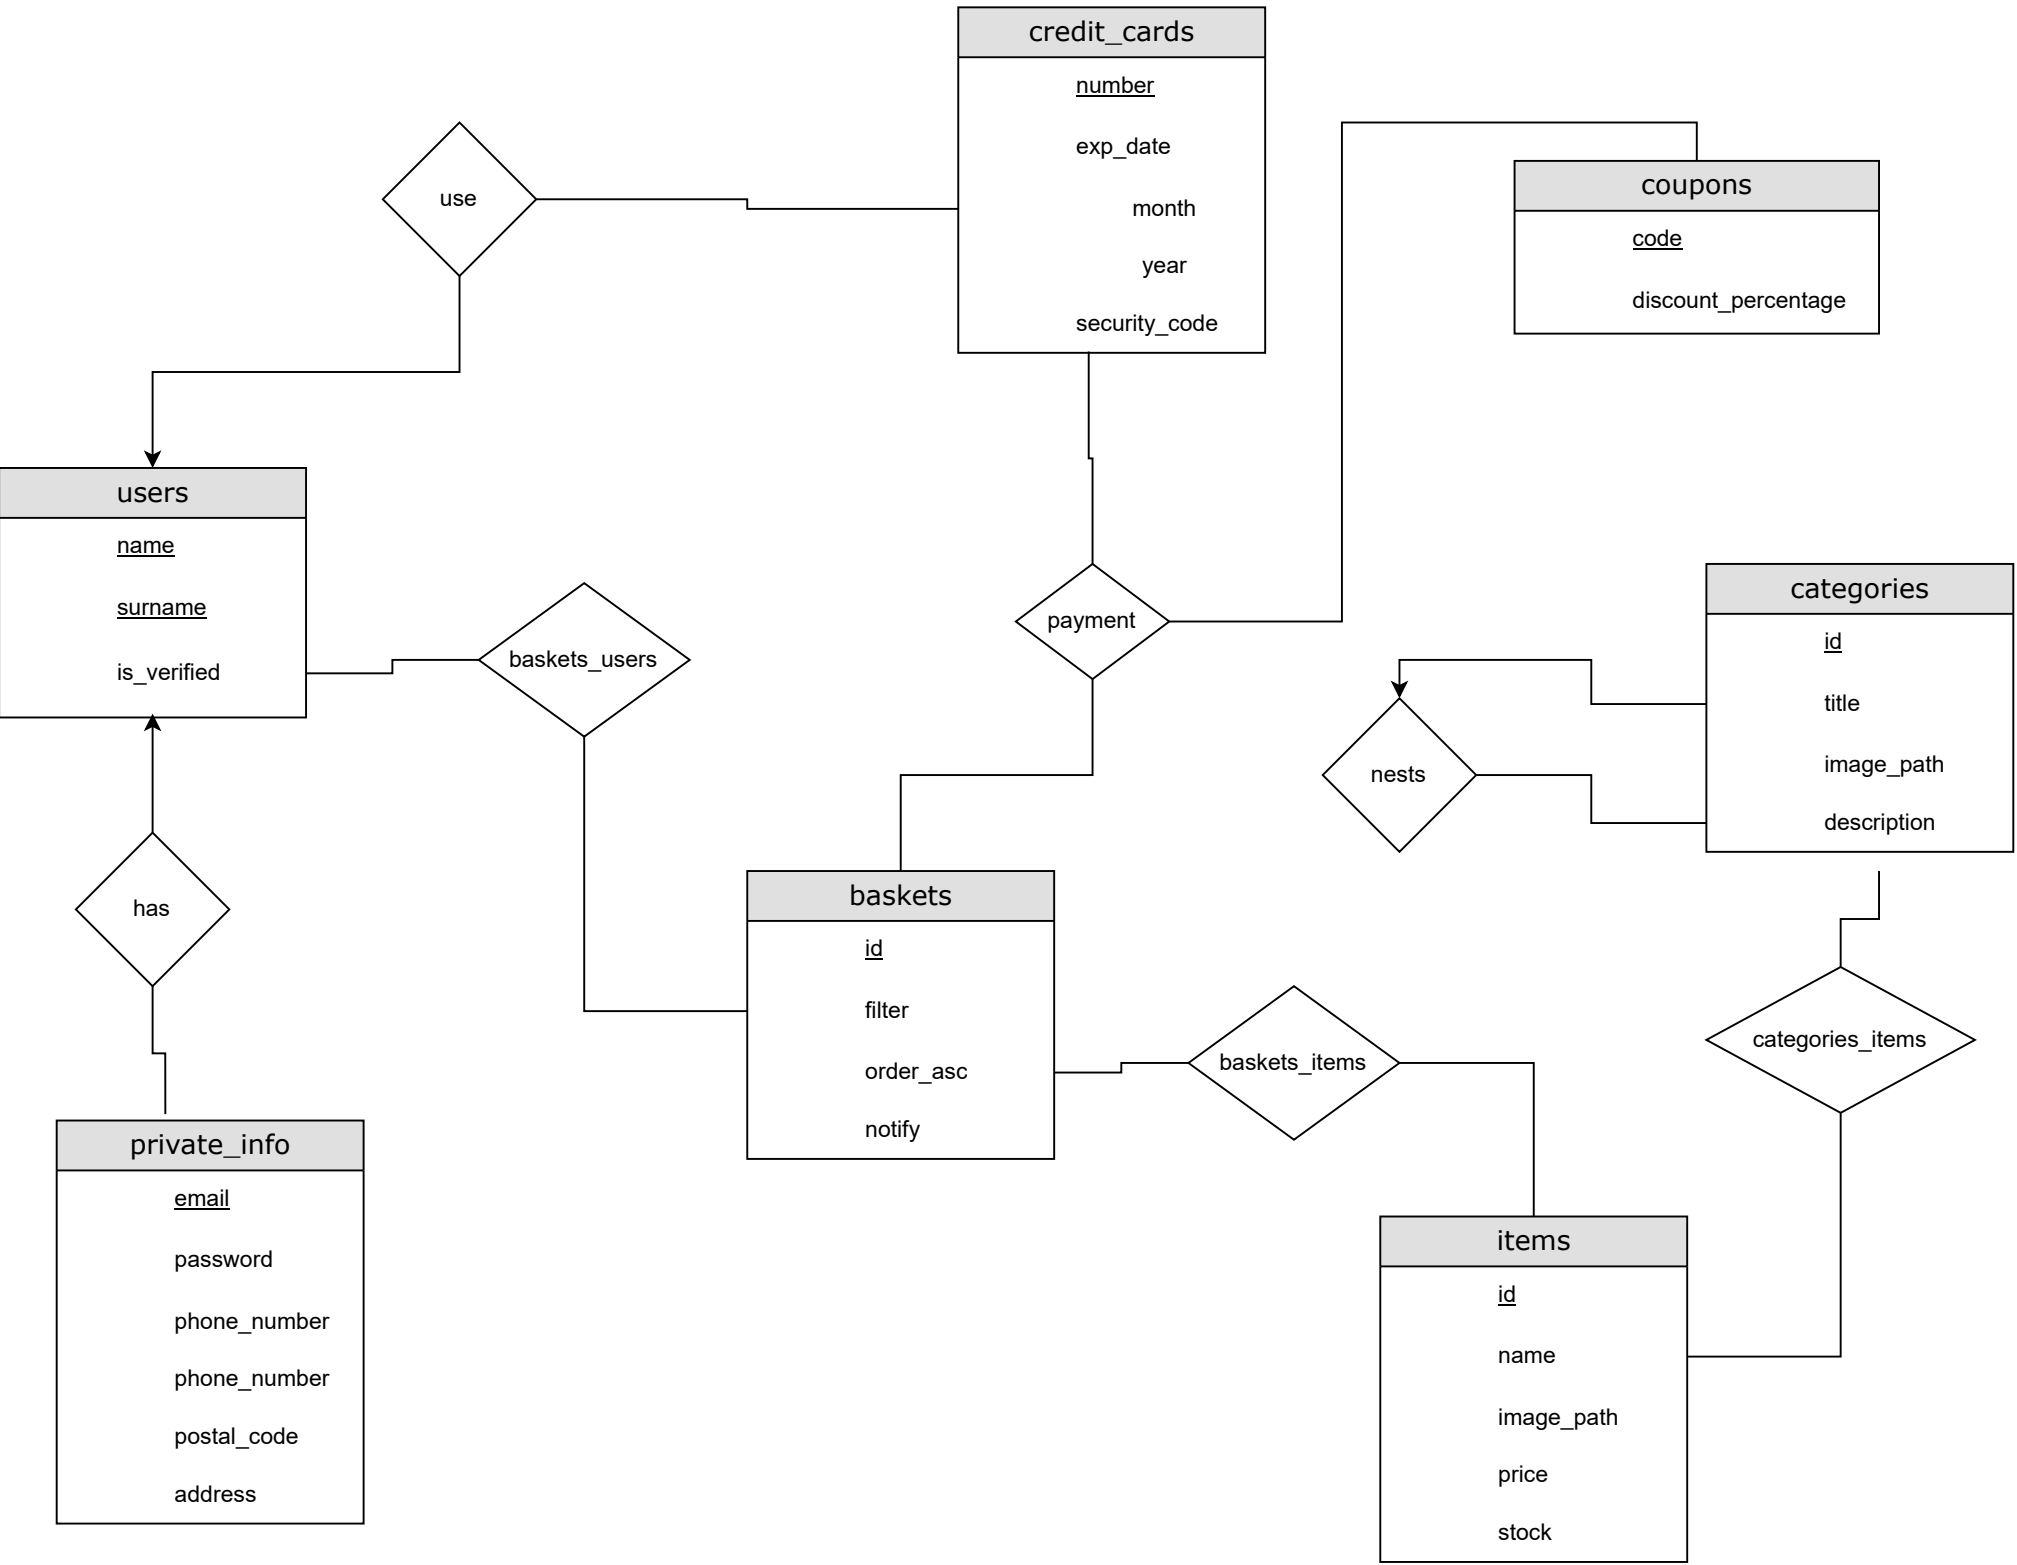 credit_cards
number
exp_date
month
year
security_code
coupons
code
discount_percentage
use
users
name
surname
is_verified
baskets_users
payment
categories
id
title
image_path
description
nests
has
baskets
id
filter
order_asc
notify
baskets_items
categories_items
private_info
email
password
phone_number
phone_number
postal_code
address
items
id
name
image_path
price
stock